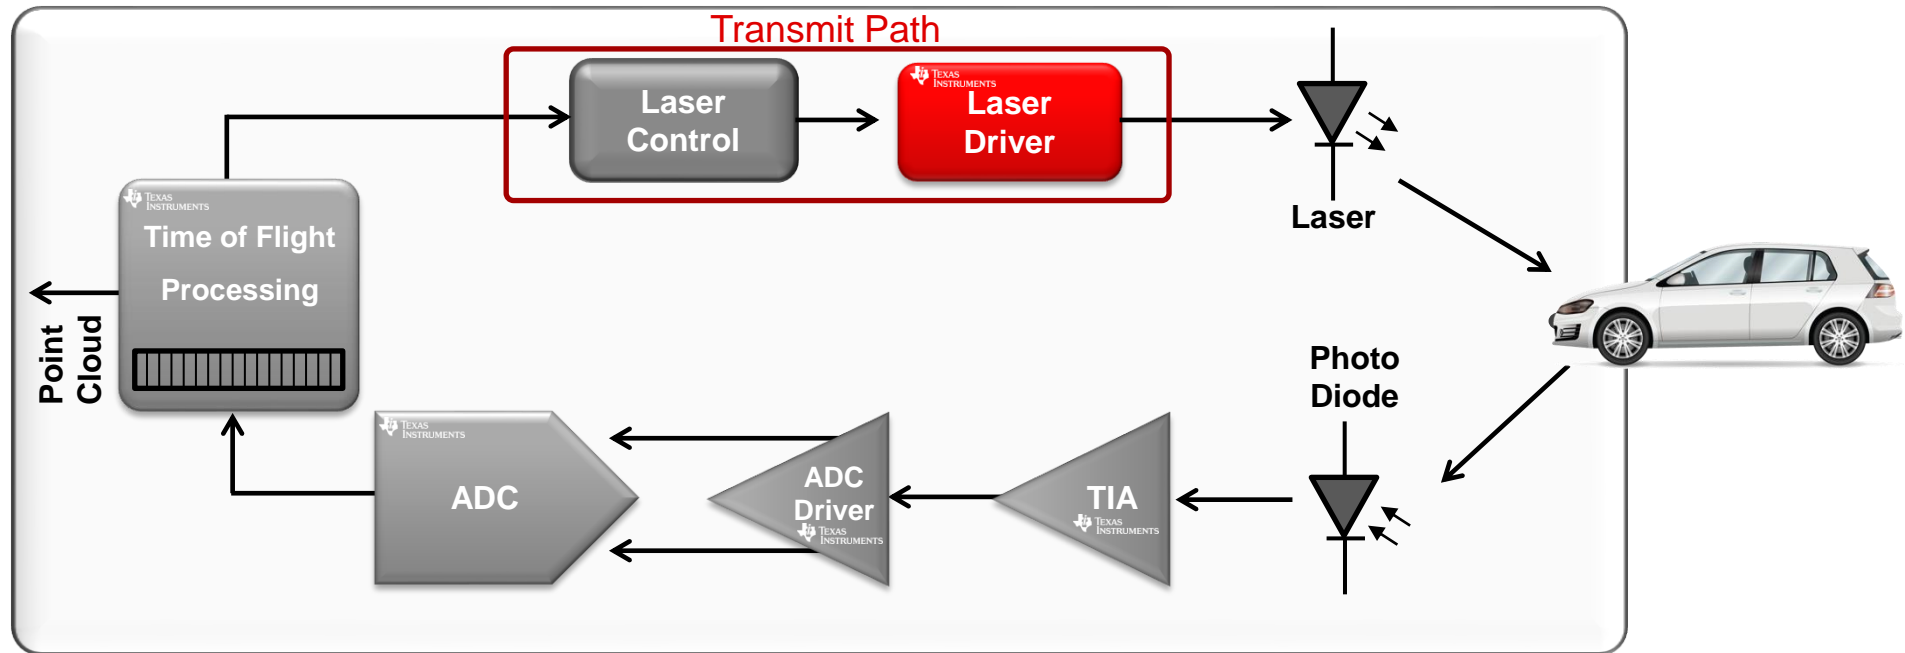 Transmit Path
Laser
Control
TEXAS
INSTRUMENTS
Laser
Driver
Laser
TEXAS
INSTRUMENTS
Time of Flight
Processing
Point
Cloud
Photo
Diode
TEXAS
INSTRUMENTS
ADC
ADC
Driver
TEXAS
INSTRUMENTS
TIA
TEXAS
INSTRUMENTS